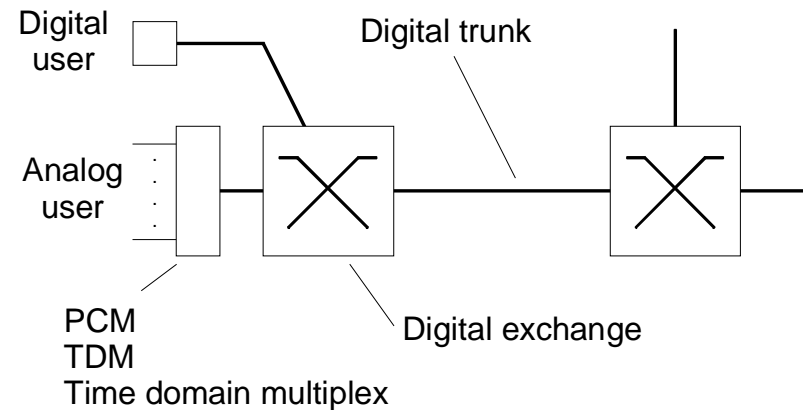 Digital
user
Digital trunk
Analog
user
Digital exchange
PCM
TDM
Time domain multiplex